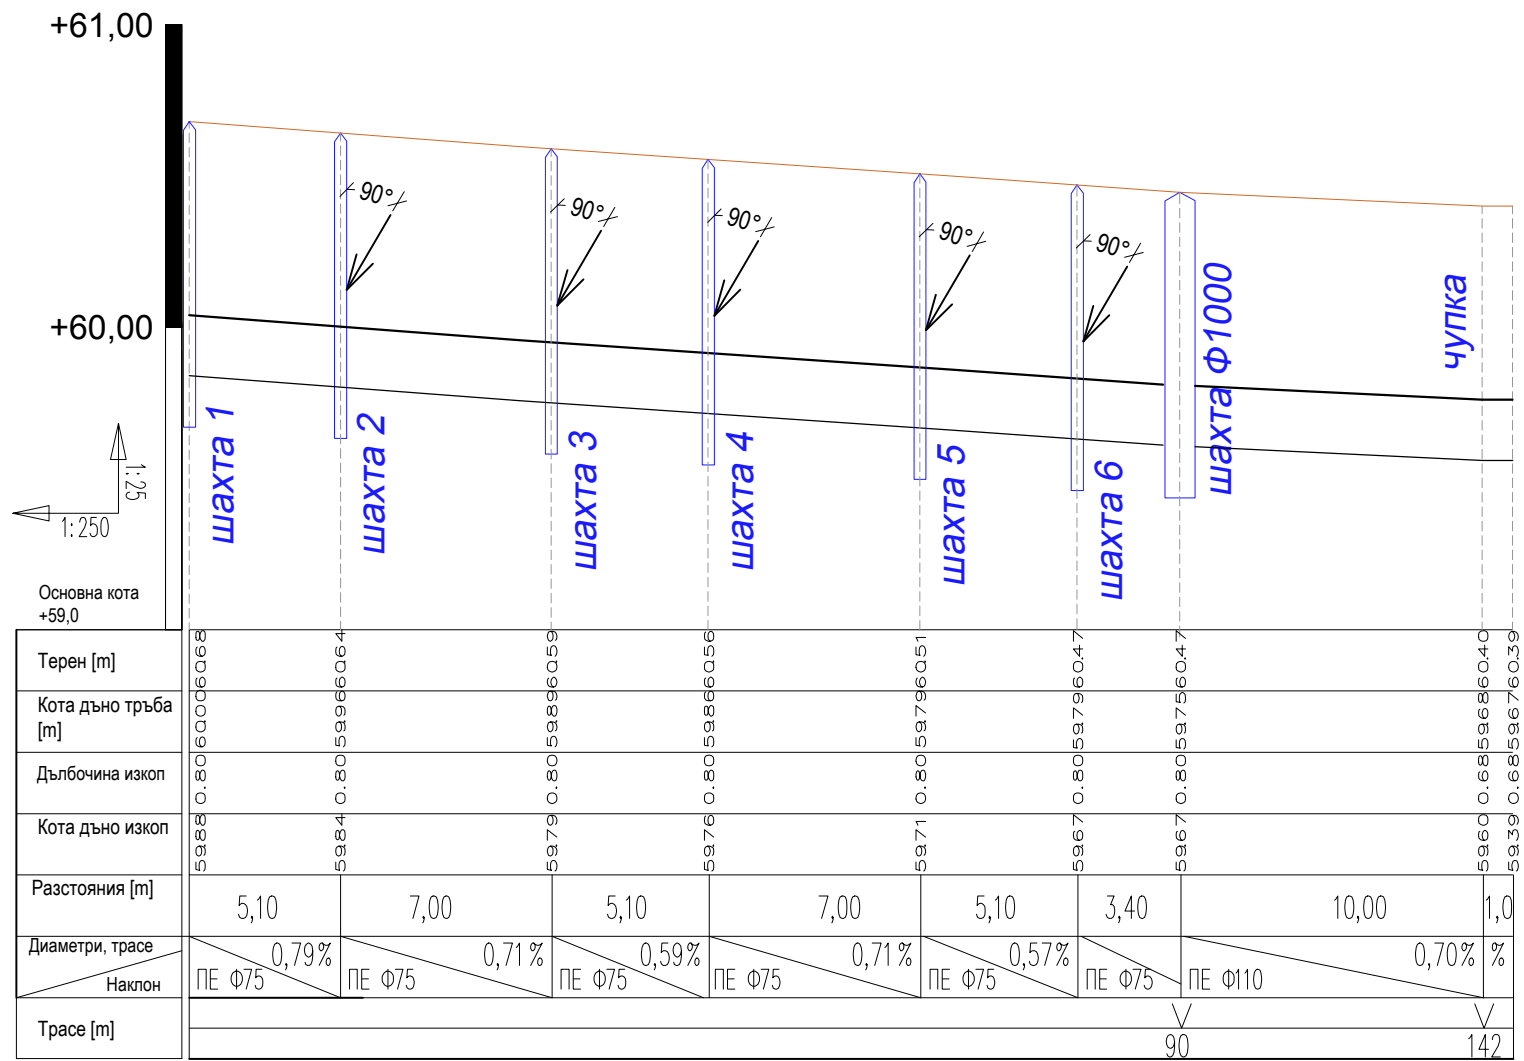 +61,00
90°
90°
90°
90°
90°
+60,00
шахта 1
шахта 2
шахта 3
шахта 4
шахта 5
шахта 6
шахта Ф1000
чупка
1:25
1:250
Основна кота
+59,0
Терен [m]
60.68 60.64 60.59 60.56 60.51 60.47 60.47 60.40 60.39
Кота дъно тръба
[m]
60.00 59.96 59.89 59.86 59.79 59.79 59.75 59.68 59.67
Дълбочина изкоп
0.80 0.80 0.80 0.80 0.80 0.80 0.80 0.68 0.68
Кота дъно изкоп
59.88 59.84 59.79 59.76 59.71 59.67 59.67 59.60 59.39
Разстояния [m]
5,10 7,00 5,10 7,00 5,10 3,40 10,00 1,0
Диаметри, трасе
0,79% 0,71% 0,59% 0,71% 0,57% 0,70% %
Наклон
ПЕ Ф75 ПЕ Ф75 ПЕ Ф75 ПЕ Ф75 ПЕ Ф75 ПЕ Ф75 ПЕ Ф110
Трасе [m]
90 142